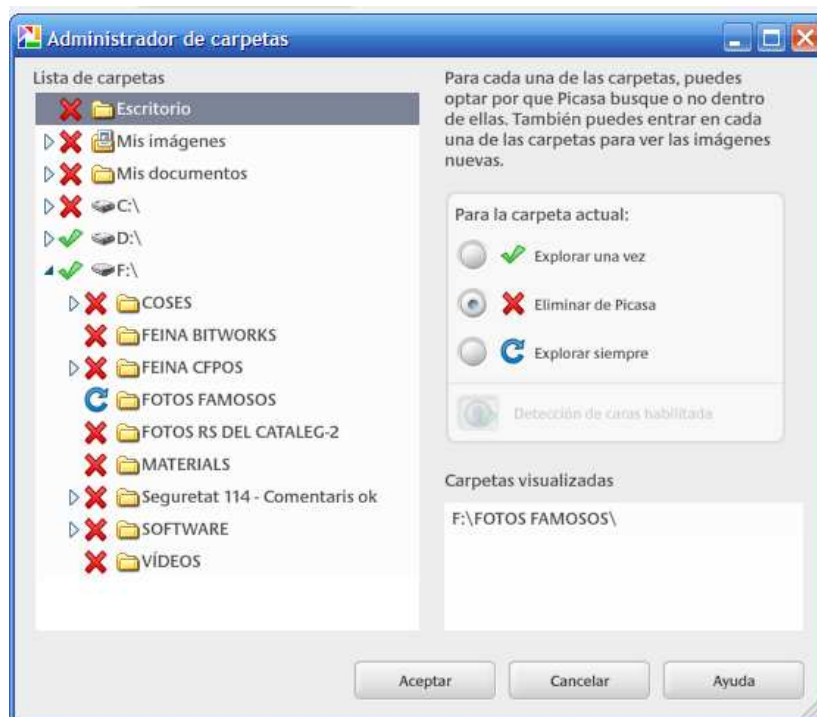 Administrador de carpetas
Lista de carpetas
Escritorio
Mis imágenes
Mis documentos
C:\
D:\
F:\
COSES
FEINA BITWORKS
FEINA CFPOS
FOTOS FAMOSOS
FOTOS RS DEL CATALEG-2
MATERIALS
Seguretat 114 - Comentaris ok
SOFTWARE
VÍDEOS
Para cada una de las carpetas, puedes
optar por que Picasa busque o no dentro
de ellas. También puedes entrar en cada
una de las carpetas para ver las imágenes
nuevas.
Para la carpeta actual:
Explorar una vez
Eliminar de Picasa
Explorar siempre
Detección de caras habilitada
Carpetas visualizadas
F:\FOTOS FAMOSOS\
Aceptar
Cancelar
Ayuda